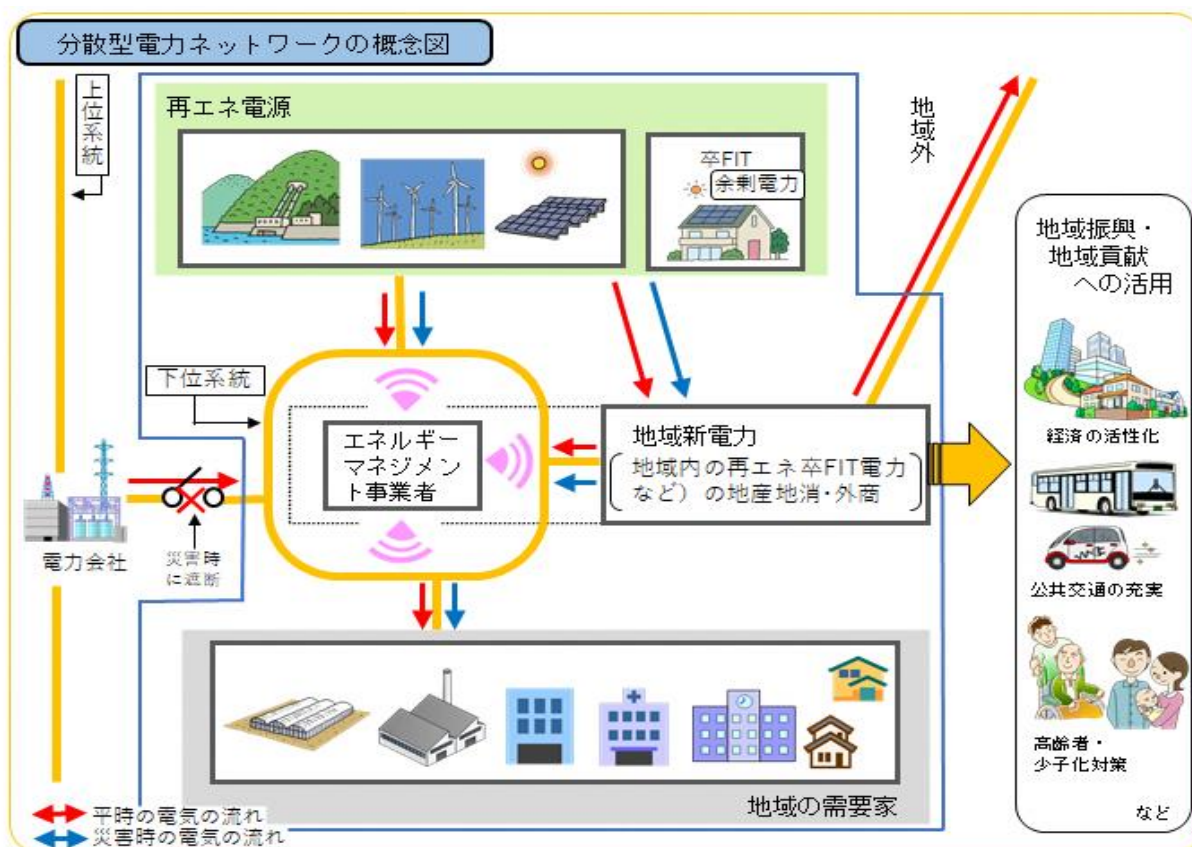 分散型電力ネットワークの概念図
上位系統
再エネ電源
卒FIT
余剰電力
地域外
下位系統
エネルギー
マネジメン
ト事業者
地域新電力
地域内の再エネ卒FIT電力
など）の地産地消・外商
電力会社
災害時
に遮断
地域の需要家
平時の電気の流れ
災害時の電気の流れ
地域振興・
地域貢献
への活用
経済の活性化
公共交通の充実
高齢者・
少子化対策
など